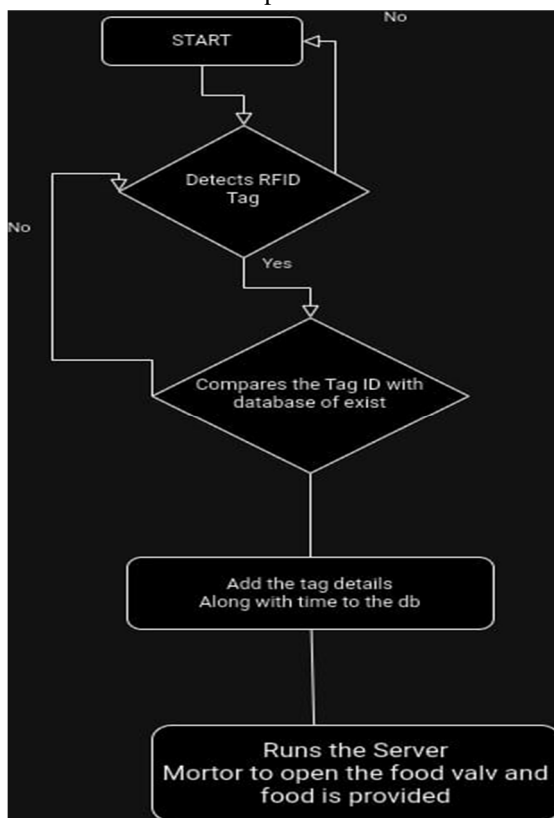 No
START
Detects RFID
Tag
No
Yes
Compares the Tag ID with
database of exist
Add the tag details
Along with time to the db
Runs the Server
Mortor to open the food valv and
food is provided